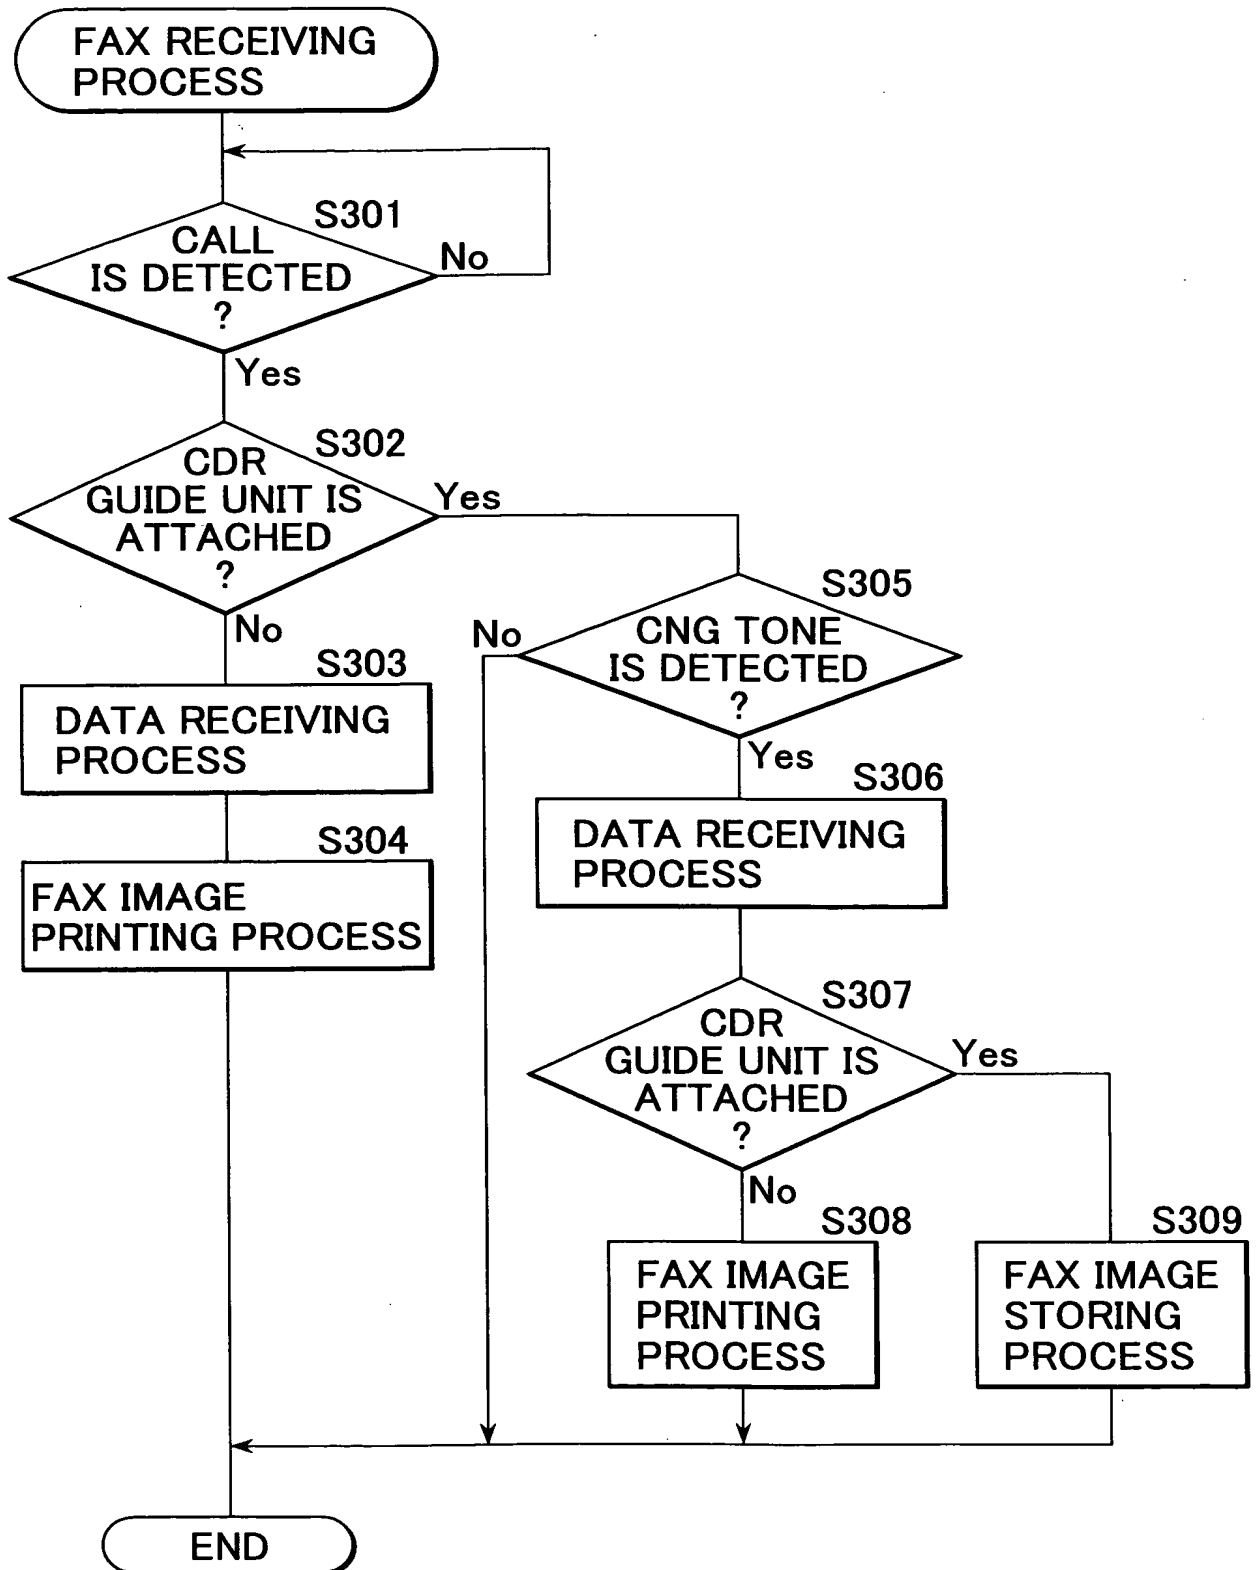 FAX RECEIVING
PROCESS
S301
CALL
IS DETECTED
?
No
Yes
S302
CDR
GUIDE UNIT IS
ATTACHED
?
Yes
No
S303
DATA RECEIVING
PROCESS
S304
FAX IMAGE
PRINTING PROCESS
S305
CNG TONE
IS DETECTED
?
No
Yes
S306
DATA RECEIVING
PROCESS
S307
CDR
GUIDE UNIT IS
ATTACHED
?
Yes
No
S308
FAX IMAGE
PRINTING
PROCESS
S309
FAX IMAGE
STORING
PROCESS
END